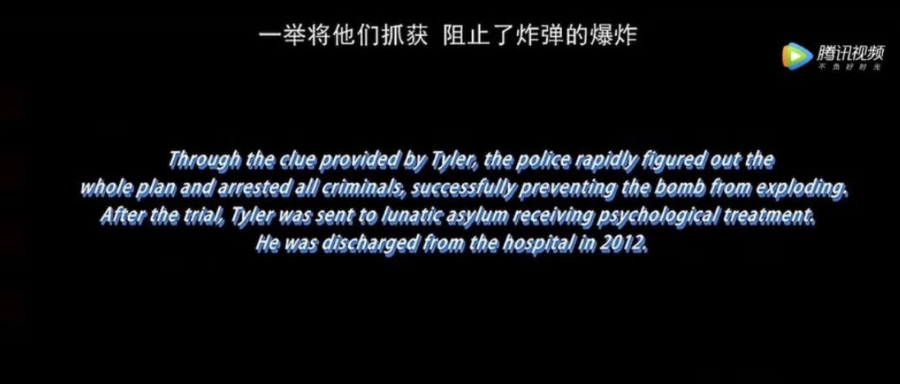 一举将他们抓获 阻止了炸弹的爆炸
腾讯视频
不负好时光
Through the clue provided by Tyler, the police rapidly figured out the
whole plan and arrested all criminals, successfully preventing the bomb from exploding.
After the trial, Tyler was sent to lunatic asylum receiving psychological treatment.
He was discharged from the hospital in 2012.